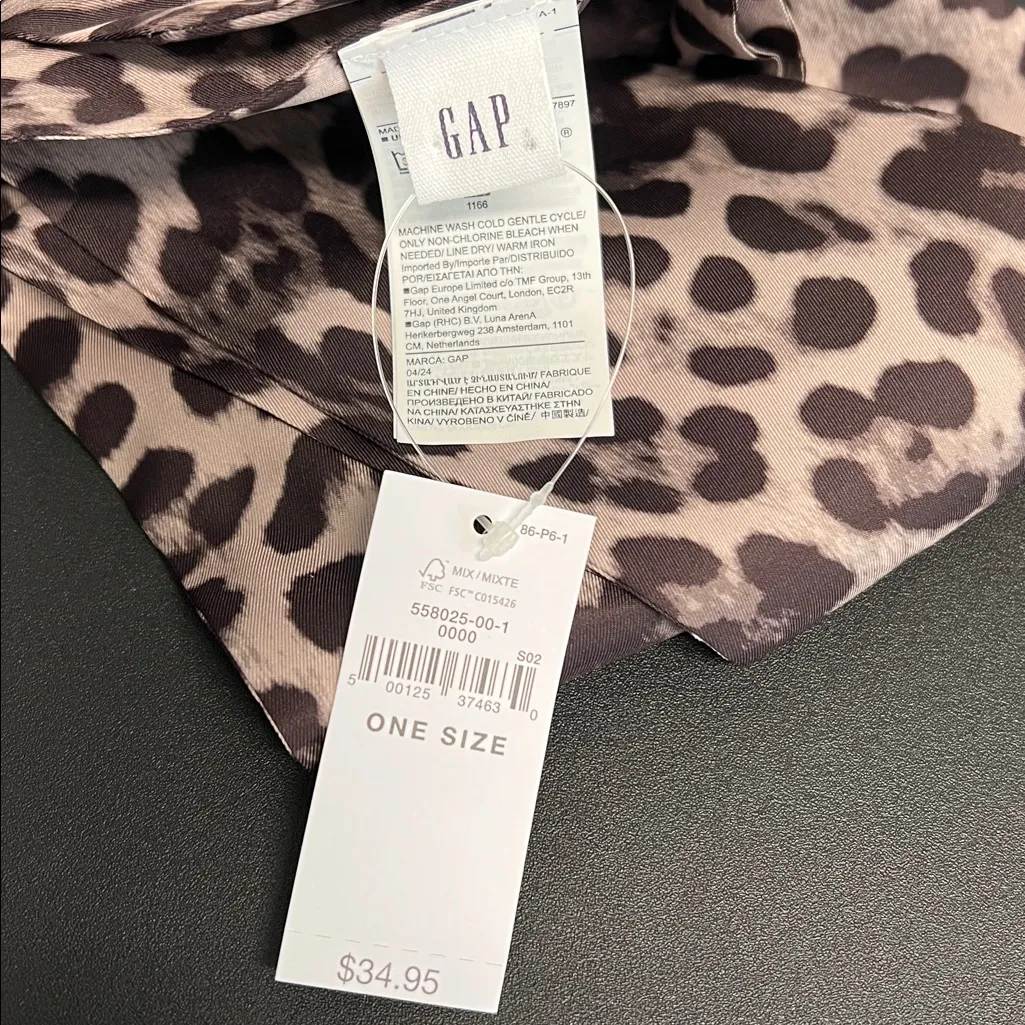 A-1
GAP
7897
®
1166
MACHINE WASH COLD GENTLE CYCLE/
ONLY NON-CHLORINE BLEACH WHEN
NEEDED/ LINE DRY/ WARM IRON
Imported By/Importe Par/DISTRIBUIDO
POR/ΕΙΣΑΓΕΤΑΙ ΑΠΟ ΤΗΝ:
■Gap Europe Limited c/o TMF Group, 13th
Floor, One Angel Court, London, EC2R
7HJ, United Kingdom
■Gap (RHC) B.V. Luna ArenA
Herikerbergweg 238 Amsterdam, 1101
CM, Netherlands
MARCA: GAP
04/24
FABRIQUE
EN CHINE/ HECHO EN CHINA/
ПРОИЗВЕДЕНО В КИТАЙ/ FABRICADO
NA CHINA/ ΚΑΤΑΣΚΕΥΑΣΤΗΚΕ ΣΤΗΝ
ΚΙΝΑ/ VYROBENO V ČÍNĚ/ 中國製造/
86-P6-1
MIX/MIXTE
FSC FSC™ C015426
558025-00-1
0000
S02
5 00125 37463 0
ONE SIZE
$34.95